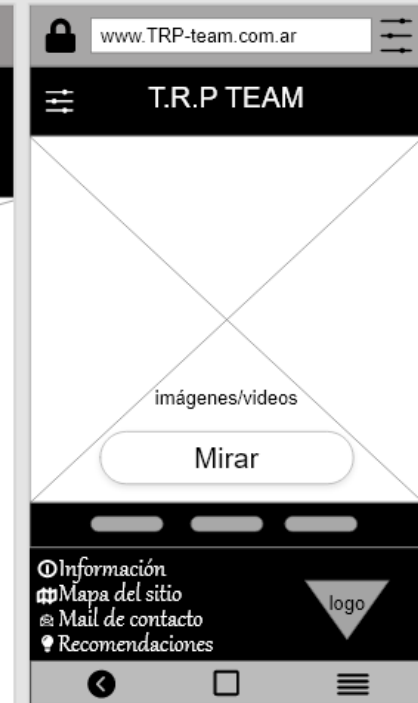 www.TRP-team.com.ar
T.R.P TEAM
imágenes/videos
Mirar
Información
Mapa del sitio
Mail de contacto
Recomendaciones
logo